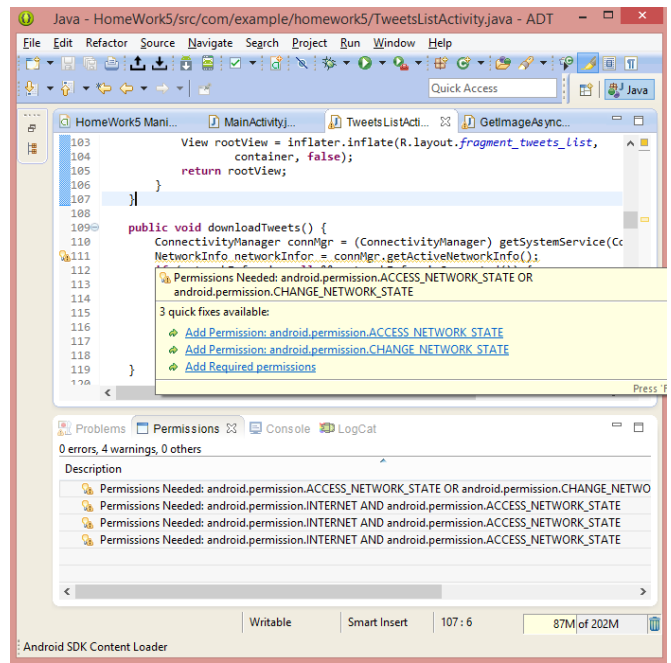 Java - HomeWork5/src/com/example/homework5/TweetsListActivity.java - ADT
File Edit Refactor Source Navigate Search Project Run Window Help
Quick Access
Java
HomeWork5 Mani... MainActivity.j... TweetsListActi... GetImageAsync...
103 View rootView = inflater.inflate(R.layout.fragment_tweets_list,
104 container, false);
105 return rootView;
106 }
107 }
108
109 public void downloadTweets() {
110 ConnectivityManager connMgr = (ConnectivityManager) getSystemService(Co
111 NetworkInfo networkInfor = connMgr.getActiveNetworkInfo();
112
113
114
115
116
117
118
119 }
120
Permissions Needed: android.permission.ACCESS_NETWORK_STATE OR
android.permission.CHANGE_NETWORK_STATE
3 quick fixes available:
Add Permission: android.permission.ACCESS_NETWORK_STATE
Add Permission: android.permission.CHANGE_NETWORK_STATE
Add Required permissions
Press 'F
Problems Permissions Console LogCat
0 errors, 4 warnings, 0 others
Description
Permissions Needed: android.permission.ACCESS_NETWORK_STATE OR android.permission.CHANGE_NETWO
Permissions Needed: android.permission.INTERNET AND android.permission.ACCESS_NETWORK_STATE
Permissions Needed: android.permission.INTERNET AND android.permission.ACCESS_NETWORK_STATE
Permissions Needed: android.permission.INTERNET AND android.permission.ACCESS_NETWORK_STATE
Writable Smart Insert 107 : 6 87M of 202M
Android SDK Content Loader